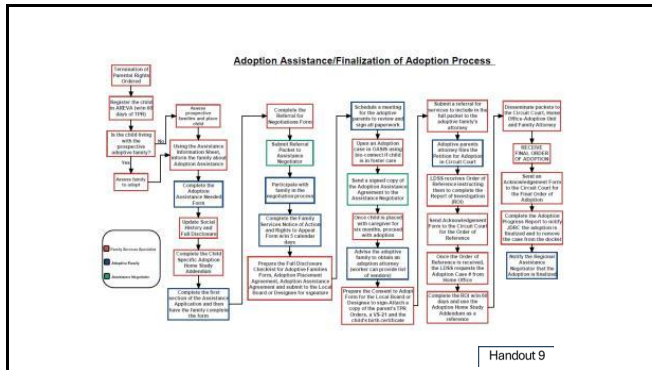 Adoption Assistance/Finalization of Adoption Process
Termination of
Parental Rights
Ordered
Register the child
in AREVA (w/in 60
days of TPR)
Is the child living
with the
prospective
adoptive family?
No
Yes
Assess family
to adopt
Assess
prospective
families and place
child
Using the Assistance
Information Sheet,
inform the family about
Adoption Assistance
Complete the
Adoption
Assistance Needed
Form
Update Social
History and Full
Disclosure
Complete the Child
Specific Adoption
Home Study
Addendum
Complete the first
section of the Assistance
Application and then
have the family complete
the form
Complete the
Referral for
Negotiations Form
Submit Referral
Packet to
Assistance
Negotiator
Participate with
family in the
negotiation process
Complete the Family
Services Notice of Action
and Rights to Appeal
Form w/in 5 calendar
days
Prepare the Full Disclosure
Checklist for Adoptive Families
Form, Adoptive Placement
Agreement, Adoption Assistance
Agreement and submit to the Local
Board or Designee for signature
Schedule a meeting
for the adoptive
parents to review and
sign all paperwork
Open an Adoption
case in OASIS using
bio-connect if child
is in foster care
Send a signed copy of
the Adoption Assistance
Agreement to the
Assistance Negotiator
Once child is placed
with caregiver for
six months, proceed
with adoption
Advise the adoptive
family to obtain an
adoption attorney
(worker can provide
list of vendors)
Prepare the Consent to Adopt
Form for the Local Board or
Designee to sign. Attach a
copy of the parent's TPR
Orders, a VS-21 and the
child's birth certificate
Submit a referral for
services to include in the
full packet to the
adoptive family's
attorney
Adoptive parents
attorney files the
Petition for Adoption
in Circuit Court
LDSS receives Order of
Reference instructing
them to complete the
Report of Investigation
(ROI)
Send Acknowledgement
Form to the Circuit Court
for the Order of
Reference
Once the Order of
Reference is received, the
LDSS requests the
Adoption Case # from
Home Office
Complete the ROI w/in 60
days and use the Adoption
Home Study Addendum as
a reference
Disseminate packets to
the Circuit Court, Home
Office Adoption Unit
and Family Attorney
RECEIVE
FINAL ORDER
OF ADOPTION
Send an
Acknowledgement Form
to the Circuit Court for
the Final Order of
Adoption
Complete the Adoption
Progress Report to notify
JDRC the adoption is
finalized and to remove
the case from the docket
Notify the Regional
Assistance
Negotiator that the
Adoption is finalized
Family Services Specialist
Adoptive Family
Assistance Negotiator
Handout 9